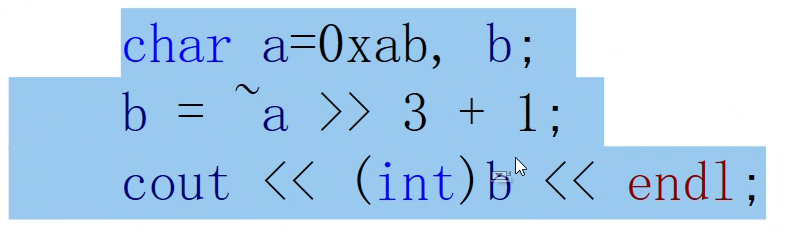 char a=0xab, b;
b = ~a >> 3 + 1;
cout << (int)b << endl;